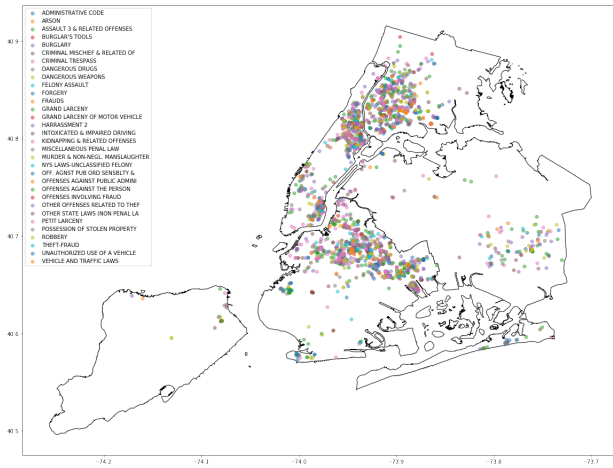 ADMINISTRATIVE CODE
ARSON
ASSAULT 3 & RELATED OFFENSES
BURGLAR'S TOOLS
BURGLARY
CRIMINAL MISCHIEF & RELATED OF
CRIMINAL TRESPASS
DANGEROUS DRUGS
DANGEROUS WEAPONS
FELONY ASSAULT
FORGERY
FRAUDS
GRAND LARCENY
GRAND LARCENY OF MOTOR VEHICLE
HARRASSMENT 2
INTOXICATED & IMPAIRED DRIVING
KIDNAPPING & RELATED OFFENSES
MISCELLANEOUS PENAL LAW
MURDER & NON-NEGL. MANSLAUGHTER
NYS LAWS-UNCLASSIFIED FELONY
OFF. AGNST PUB ORD SENSBLTY &
OFFENSES AGAINST PUBLIC ADMINI
OFFENSES AGAINST THE PERSON
OFFENSES INVOLVING FRAUD
OTHER OFFENSES RELATED TO THEF
OTHER STATE LAWS (NON PENAL LA
PETIT LARCENY
POSSESSION OF STOLEN PROPERTY
ROBBERY
THEFT-FRAUD
UNAUTHORIZED USE OF A VEHICLE
VEHICLE AND TRAFFIC LAWS
40.9
40.8
40.7
40.6
40.5
−74.2 −74.1 −74.0 −73.9 −73.8 −73.7